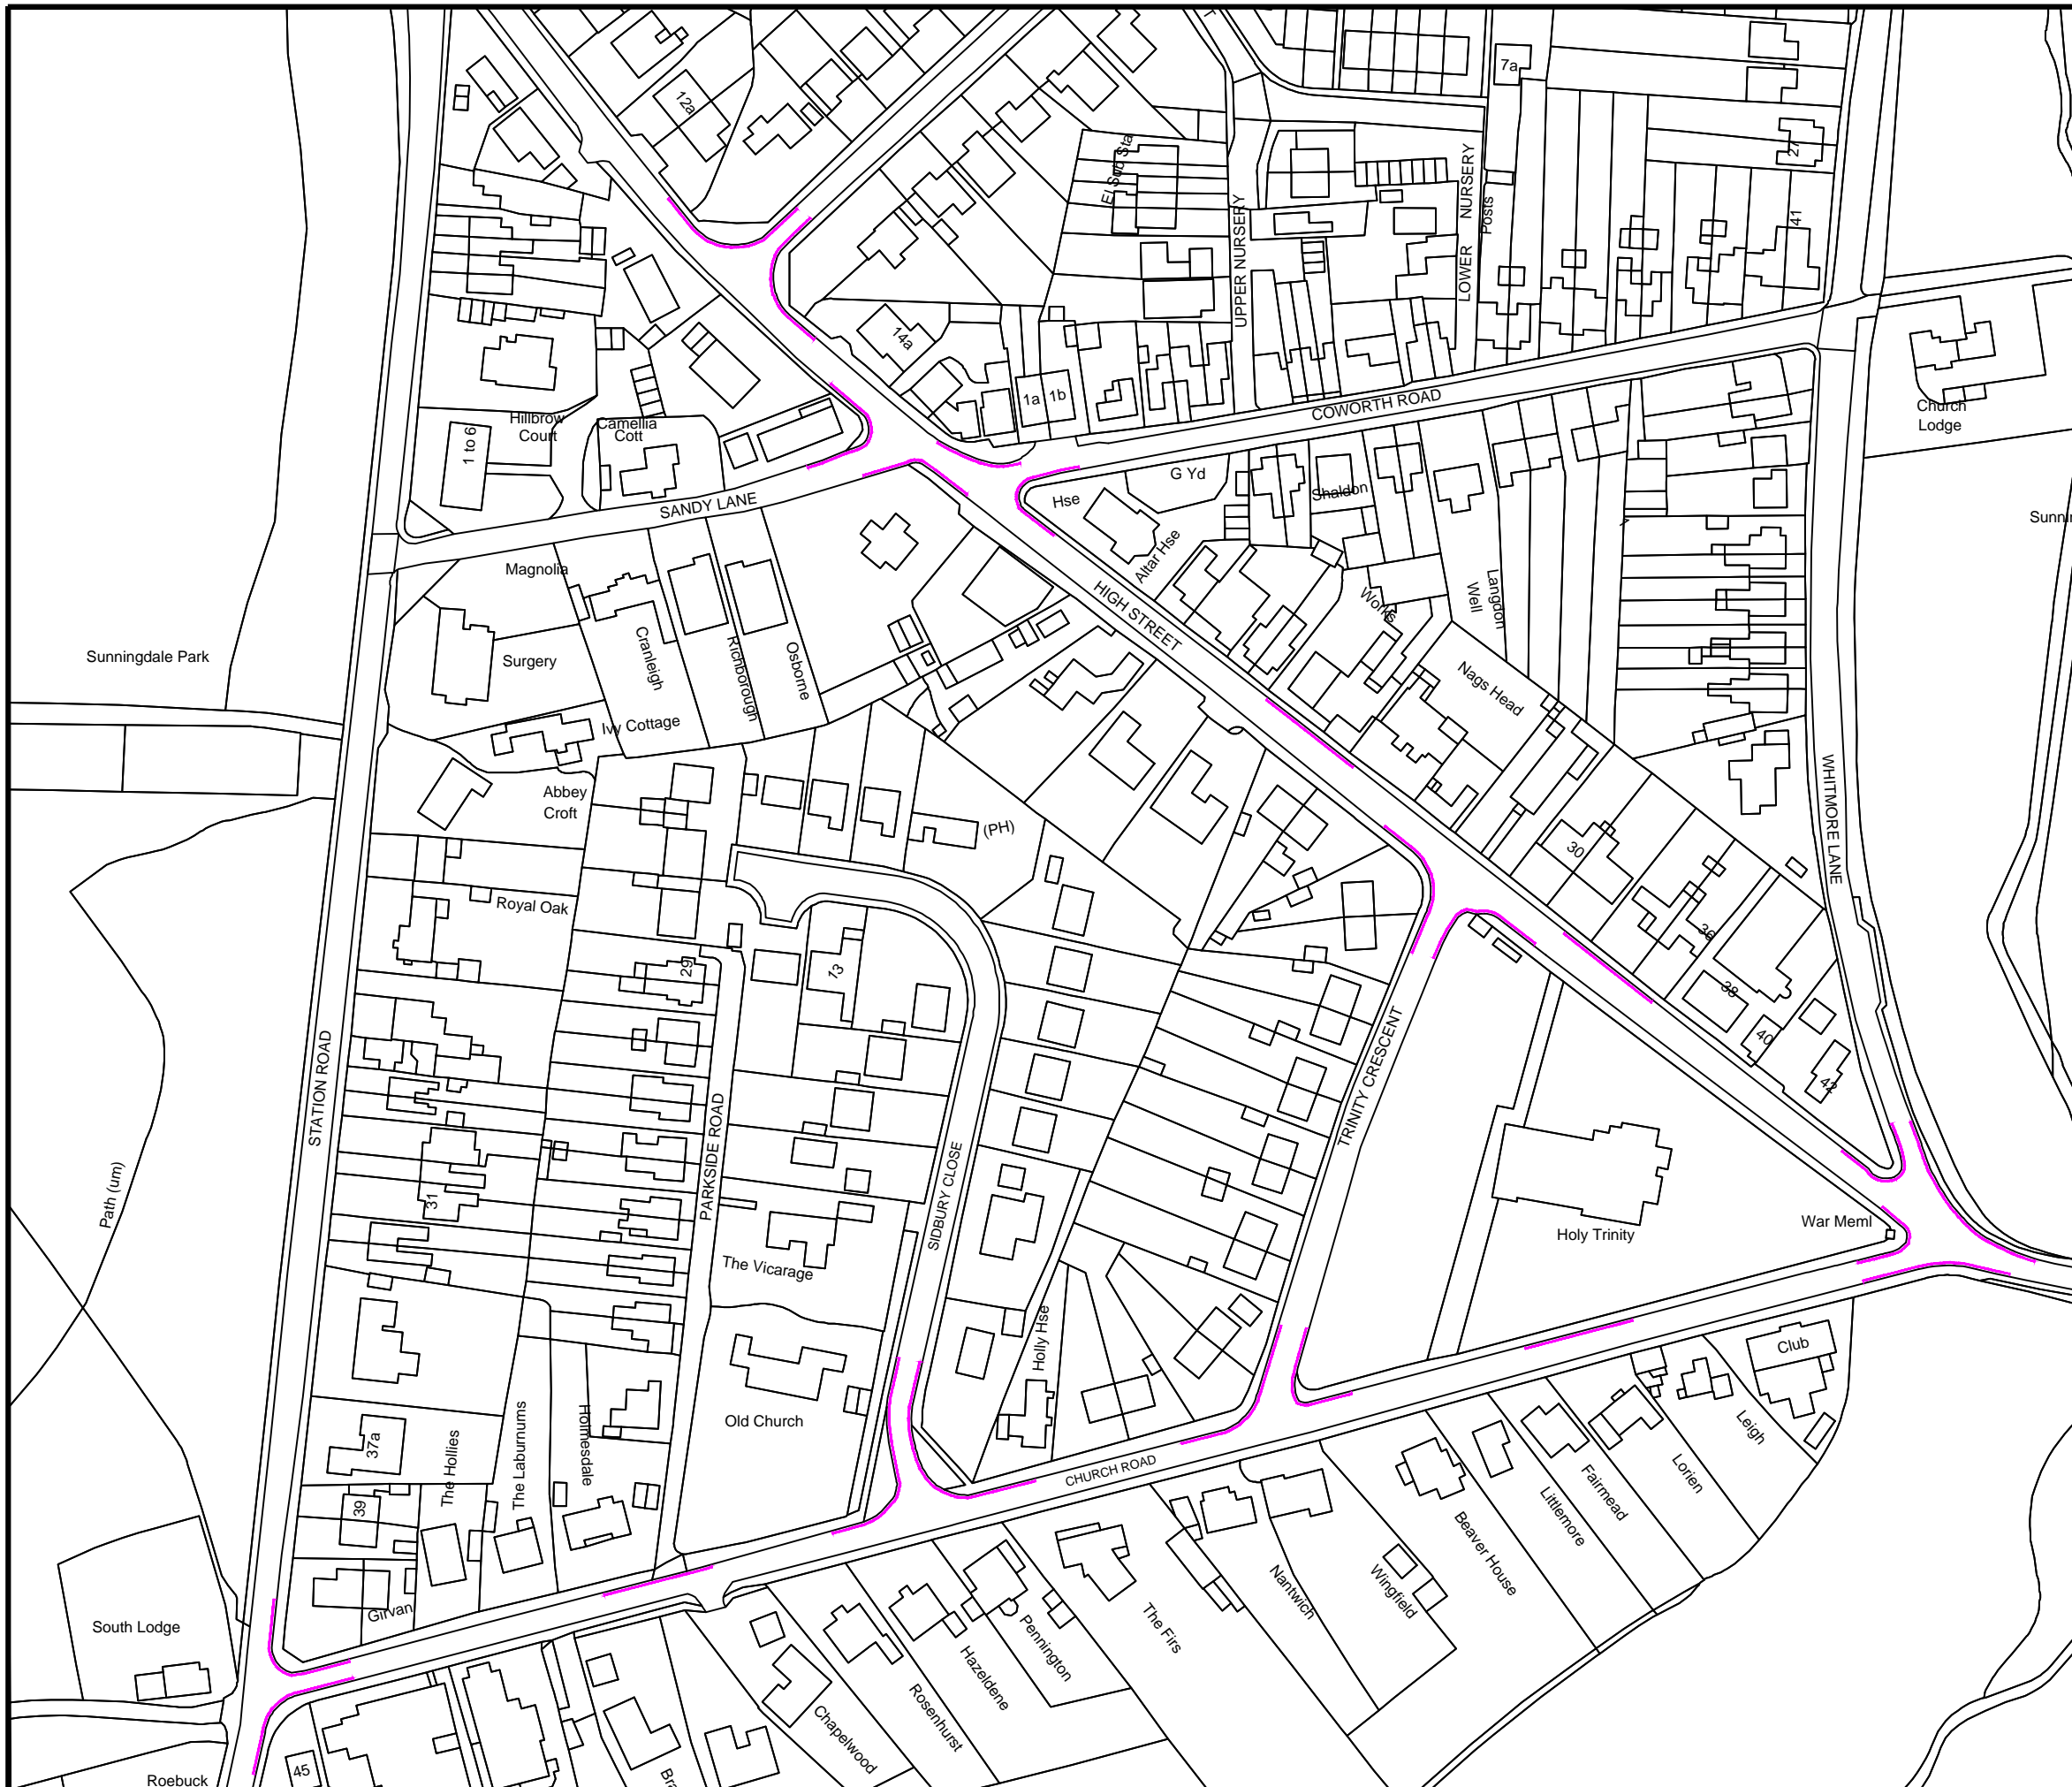 12a
7a
27
El Sub Sta
UPPER NURSERY
LOWER NURSERY
Posts
41
14a
1a
1b
COWORTH ROAD
Church
Lodge
Hillbrow
Court
Camellia
Cott
1 to 6
SANDY LANE
G Yd
Hse
Shaldon
Altar Hse
Magnolia
HIGH STREET
Works
Well
Langdon
Sunningdale Park
Surgery
Cranleigh
Richborough
Osborne
Nags Head
Ivy Cottage
WHITMORE LANE
Abbey
Croft
(PH)
30
Royal Oak
36
29
13
38
40
42
STATION ROAD
PARKSIDE ROAD
SIDBURY CLOSE
TRINITY CRESCENT
Path (um)
31
The Vicarage
Holy Trinity
War Meml
Holly Hse
Club
Old Church
37a
The Hollies
The Laburnums
Holmesdale
39
Leigh
Lorien
Fairmead
Littlemore
Beaver House
CHURCH ROAD
Girvan
South Lodge
Nantwich
Wingfield
The Firs
Pennington
Hazeldene
Rosenhurst
Chapelwood
45
Roebuck